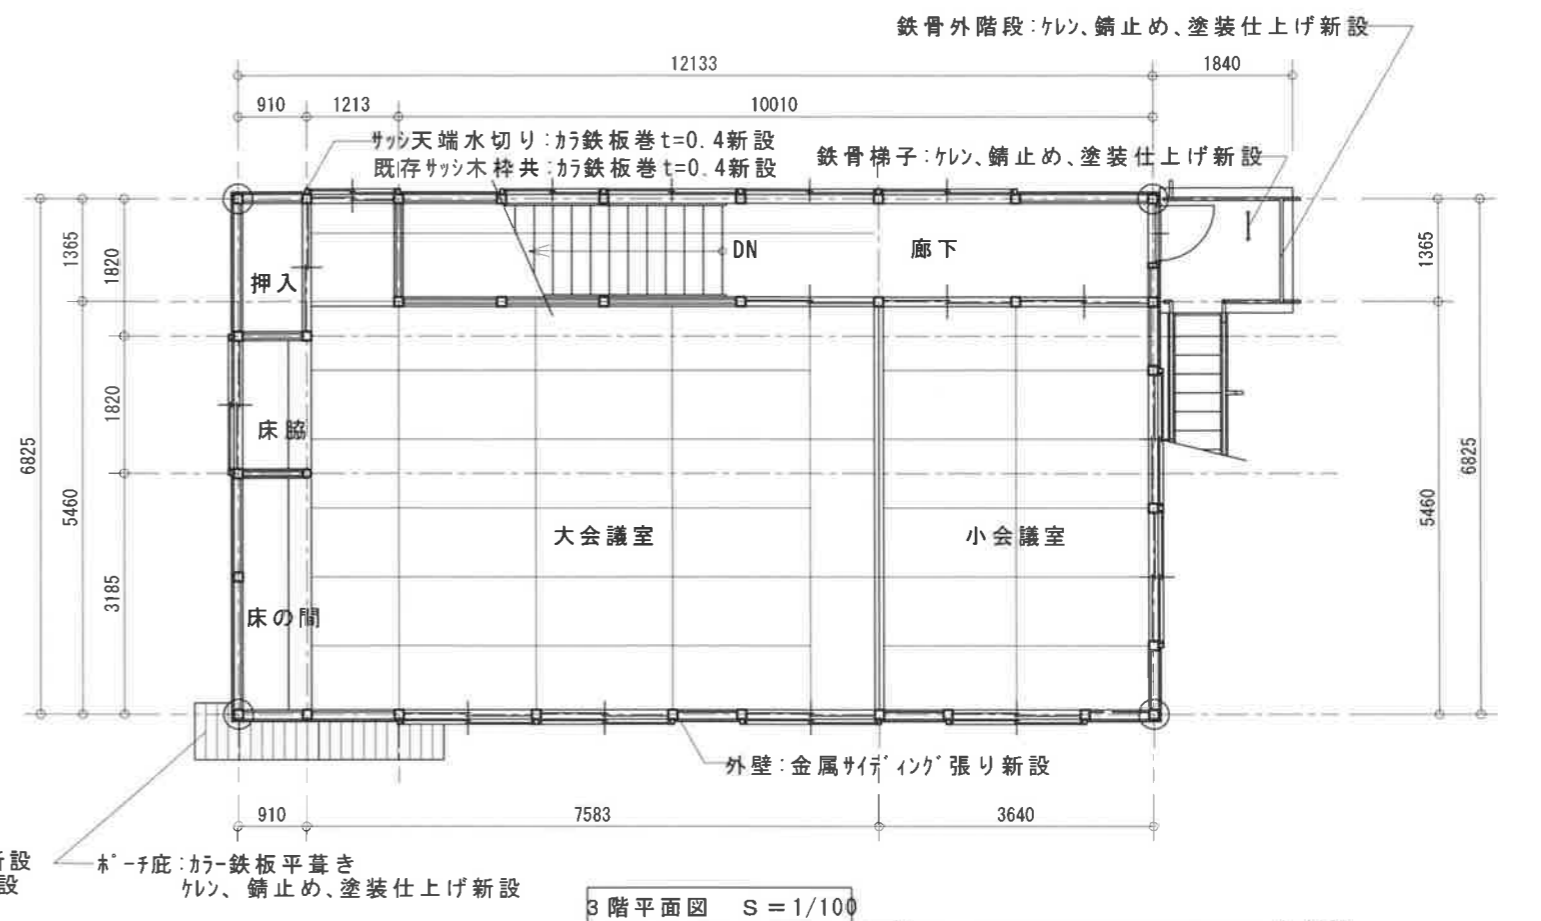 鉄骨外階段:ケレン、錆止め、塗装仕上げ新設
12133
1840
910
1213
10010
サッシ天端水切り:カラ鉄板巻t=0.4新設
既存サッシ木枠共:カラ鉄板巻t=0.4新設
鉄骨梯子:ケレン、錆止め、塗装仕上げ新設
1365
1820
押入
DN
廊下
1365
1820
床脇
6825
5460
大会議室
小会議室
5460
6825
3185
床の間
外壁:金属サイディング張り新設
910
7583
3640
新設
設
ポーチ庇:カラー鉄板平葺き
ケレン、錆止め、塗装仕上げ新設
3階平面図 S=1/100